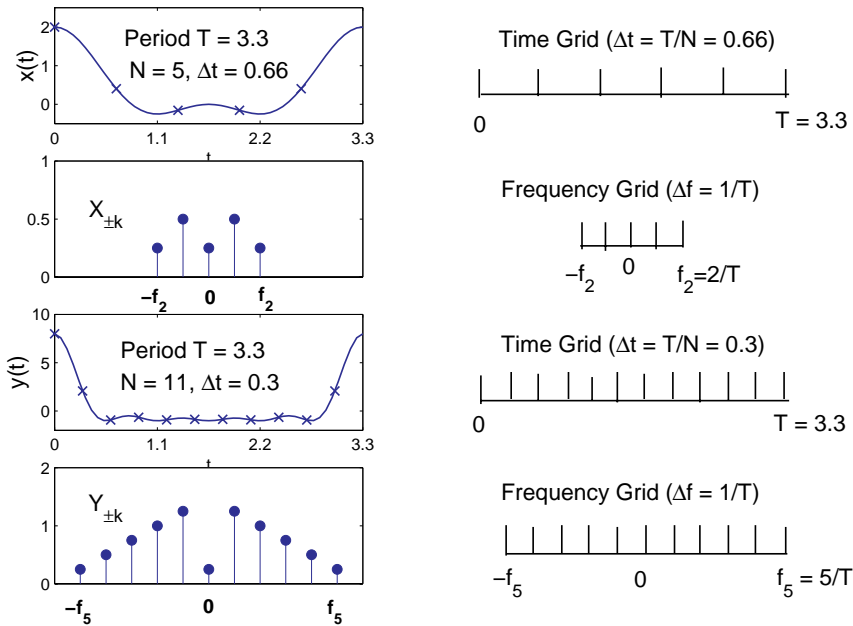 2
1
0
x(t)
Period T = 3.3
N = 5, Δt = 0.66
0 1.1 2.2 3.3
t
Time Grid (Δt = T/N = 0.66)
0 T = 3.3
1
0.5
0
X±k
−f2 0 f2
Frequency Grid (Δf = 1/T)
−f2 0 f2=2/T
10
5
0
y(t)
Period T = 3.3
N = 11, Δt = 0.3
0 1.1 2.2 3.3
t
Time Grid (Δt = T/N = 0.3)
0 T = 3.3
2
1
0
Y±k
−f5 0 f5
Frequency Grid (Δf = 1/T)
−f5 0 f5 = 5/T